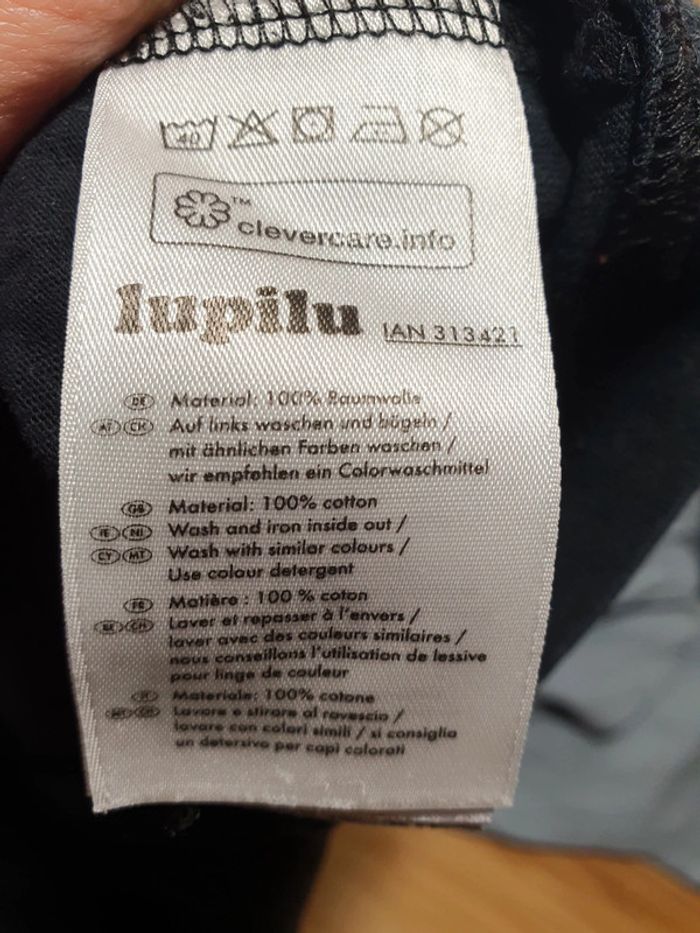 40
™
clevercare.info
lupilu IAN 313421
DE Material: 100% Baumwolle
AT CH Auf links waschen und bügeln /
mit ähnlichen Farben waschen /
wir empfehlen ein Colorwaschmittel
GB Material: 100% cotton
IE NI Wash and iron inside out /
CY MT Wash with similar colours /
Use colour detergent
FR Matière : 100 % coton
BE CH Laver et repasser à l'envers /
laver avec des couleurs similaires /
nous conseillons l'utilisation de lessive
pour linge de couleur
IT Materiale: 100% cotone
CH Lavare e stirare al rovescio /
lavare con colori simili / si consiglia
un detersivo per capi colorati